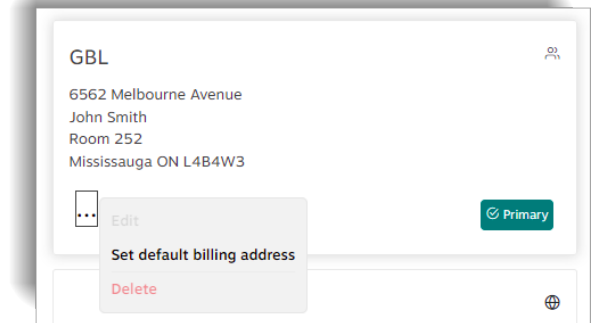 GBL
6562 Melbourne Avenue
John Smith
Room 252
Mississauga ON L4B4W3
...
Primary
Edit
Set default billing address
Delete